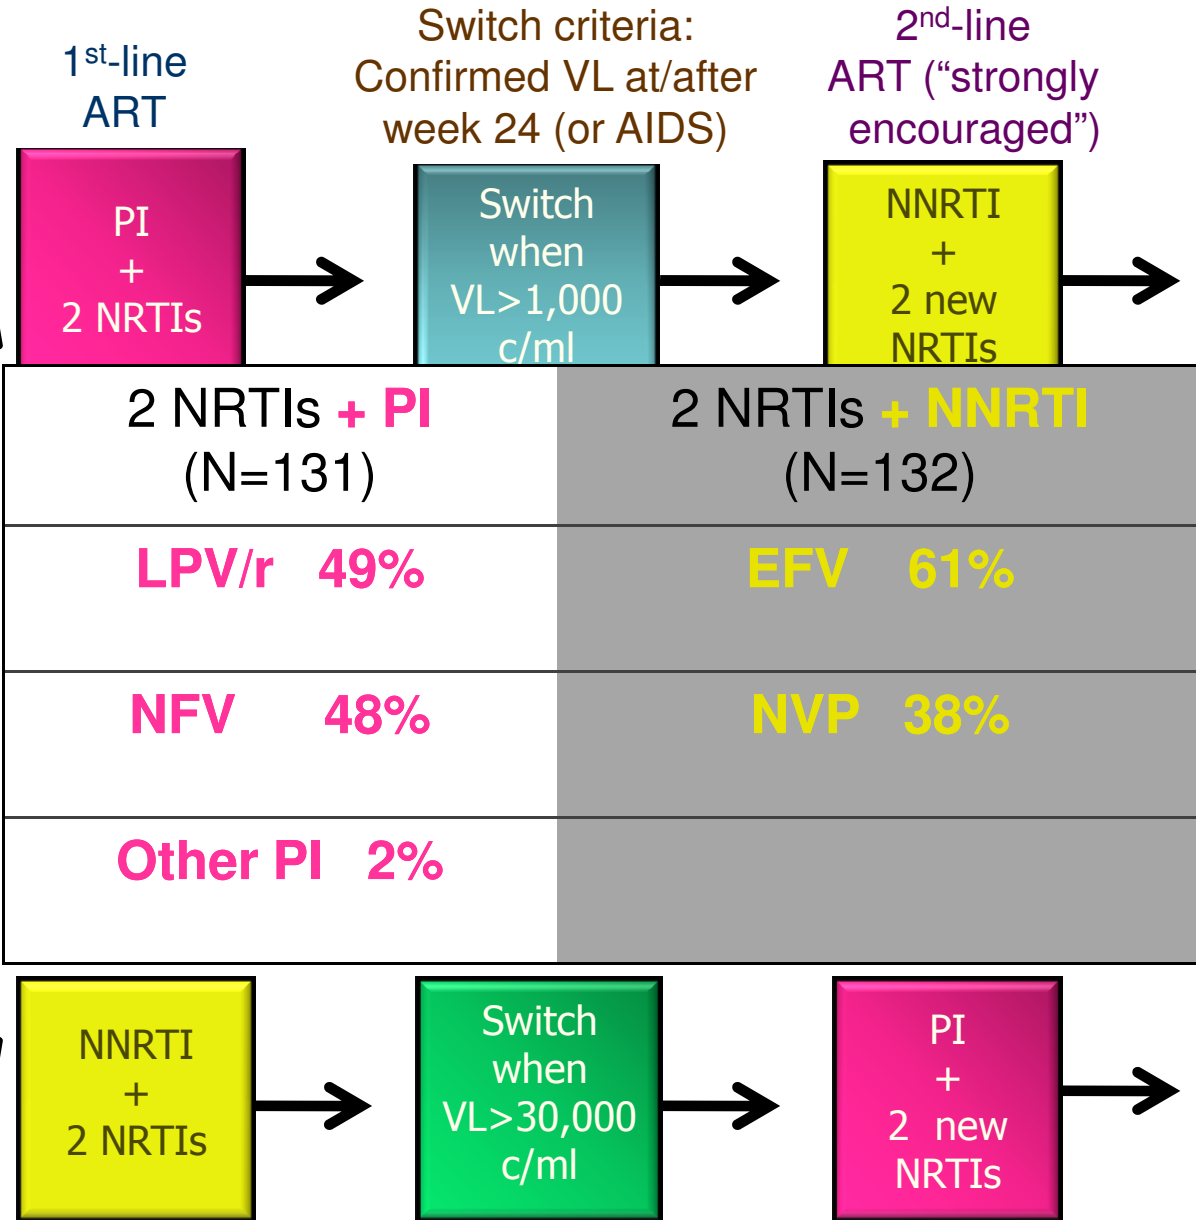 1st-line
ART
Switch criteria:
Confirmed VL at/after
week 24 (or AIDS)
2nd-line
ART (“strongly
encouraged”)
PI
+
2 NRTIs
Switch
when
VL>1,000
c/ml
NNRTI
+
2 new
NRTIs
2 NRTIs + PI
(N=131)
2 NRTIs + NNRTI
(N=132)
LPV/r 49%
EFV 61%
NFV 48%
NVP 38%
Other PI 2%
NNRTI
+
2 NRTIs
Switch
when
VL>30,000
c/ml
PI
+
2 new
NRTIs